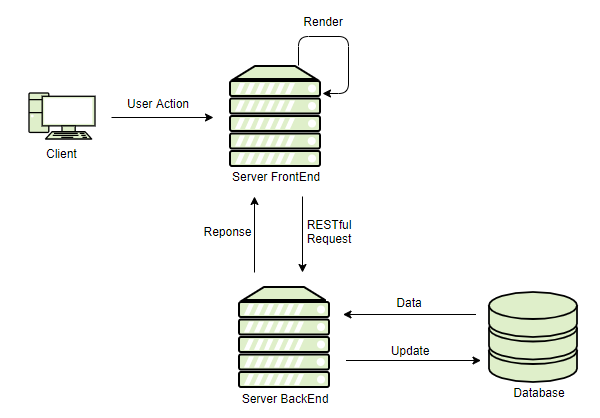 Render
User Action
Client
Server FrontEnd
Reponse
RESTful
Request
Data
Update
Server BackEnd
Database